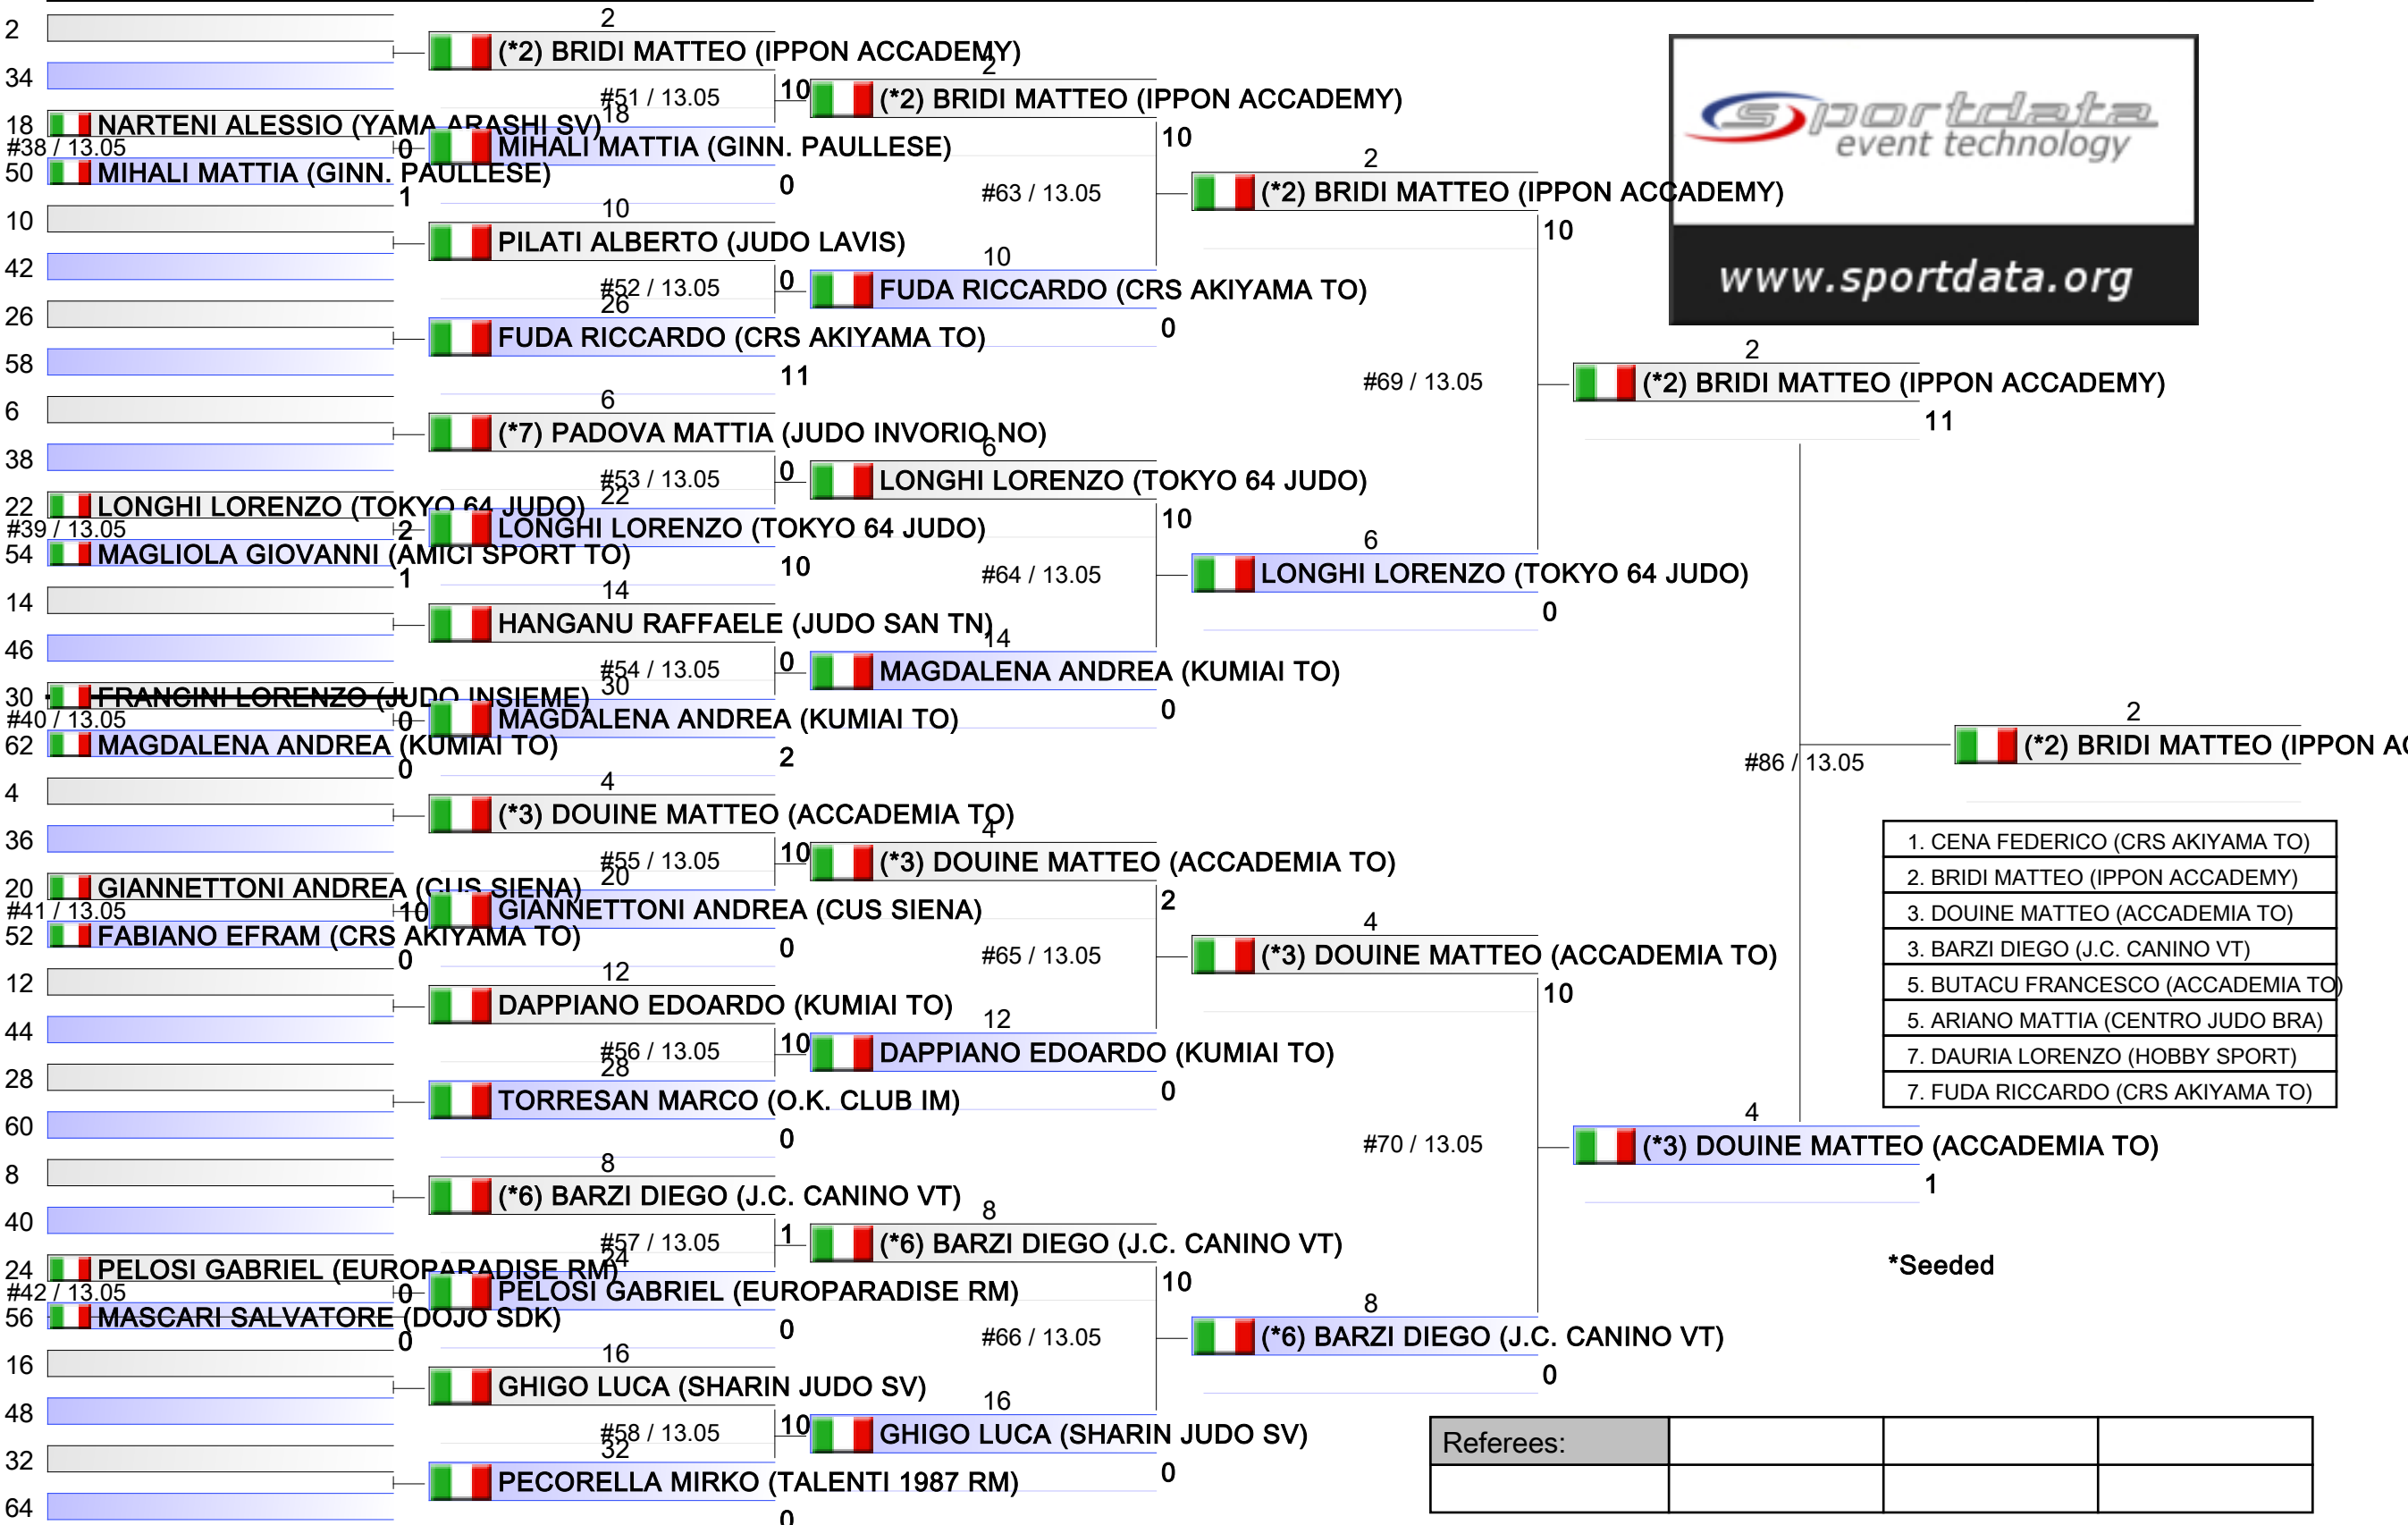 2
34
18 NARTENI ALESSIO (YAMA ARASHI SV)
#38 / 13.05 0
50 MIHALI MATTIA (GINN. PAULLESE)
1
10
42
26
58
6
38
22 LONGHI LORENZO (TOKYO 64 JUDO)
#39 / 13.05 2
54 MAGLIOLA GIOVANNI (AMICI SPORT TO)
1
14
46
30 FRANCINI LORENZO (JUDO INSIEME)
#40 / 13.05 0
62 MAGDALENA ANDREA (KUMIAI TO)
0
4
36
20 GIANNETTONI ANDREA (CUS SIENA)
#41 / 13.05 10
52 FABIANO EFRAM (CRS AKIYAMA TO)
0
12
44
28
60
8
40
24 PELOSI GABRIEL (EUROPARADISE RM)
#42 / 13.05 0
56 MASCARI SALVATORE (DOJO SDK)
0
16
48
32
64
2
(*2) BRIDI MATTEO (IPPON ACCADEMY)
#51 / 13.05 10
18
MIHALI MATTIA (GINN. PAULLESE)
0
10
PILATI ALBERTO (JUDO LAVIS)
#52 / 13.05 0
26
FUDA RICCARDO (CRS AKIYAMA TO)
11
6
(*7) PADOVA MATTIA (JUDO INVORIO NO)
#53 / 13.05 0
22
LONGHI LORENZO (TOKYO 64 JUDO)
10
14
HANGANU RAFFAELE (JUDO SAN TN)
#54 / 13.05 0
30
MAGDALENA ANDREA (KUMIAI TO)
2
4
(*3) DOUINE MATTEO (ACCADEMIA TO)
#55 / 13.05 10
20
GIANNETTONI ANDREA (CUS SIENA)
0
12
DAPPIANO EDOARDO (KUMIAI TO)
#56 / 13.05 10
28
TORRESAN MARCO (O.K. CLUB IM)
0
8
(*6) BARZI DIEGO (J.C. CANINO VT)
#57 / 13.05 1
24
PELOSI GABRIEL (EUROPARADISE RM)
0
16
GHIGO LUCA (SHARIN JUDO SV)
#58 / 13.05 10
32
PECORELLA MIRKO (TALENTI 1987 RM)
0
2
(*2) BRIDI MATTEO (IPPON ACCADEMY)
10
#63 / 13.05
10
FUDA RICCARDO (CRS AKIYAMA TO)
0
6
LONGHI LORENZO (TOKYO 64 JUDO)
10
#64 / 13.05
14
MAGDALENA ANDREA (KUMIAI TO)
0
4
(*3) DOUINE MATTEO (ACCADEMIA TO)
2
#65 / 13.05
12
DAPPIANO EDOARDO (KUMIAI TO)
0
8
(*6) BARZI DIEGO (J.C. CANINO VT)
10
#66 / 13.05
16
GHIGO LUCA (SHARIN JUDO SV)
0
2
(*2) BRIDI MATTEO (IPPON ACCADEMY)
10
#69 / 13.05
6
LONGHI LORENZO (TOKYO 64 JUDO)
0
4
(*3) DOUINE MATTEO (ACCADEMIA TO)
10
#70 / 13.05
8
(*6) BARZI DIEGO (J.C. CANINO VT)
0
sportdata
event technology
www.sportdata.org
2
(*2) BRIDI MATTEO (IPPON ACCADEMY)
11
#86 / 13.05
4
(*3) DOUINE MATTEO (ACCADEMIA TO)
1
2
(*2) BRIDI MATTEO (IPPON AC
1. CENA FEDERICO (CRS AKIYAMA TO)
2. BRIDI MATTEO (IPPON ACCADEMY)
3. DOUINE MATTEO (ACCADEMIA TO)
3. BARZI DIEGO (J.C. CANINO VT)
5. BUTACU FRANCESCO (ACCADEMIA TO)
5. ARIANO MATTIA (CENTRO JUDO BRA)
7. DAURIA LORENZO (HOBBY SPORT)
7. FUDA RICCARDO (CRS AKIYAMA TO)
*Seeded
Referees: